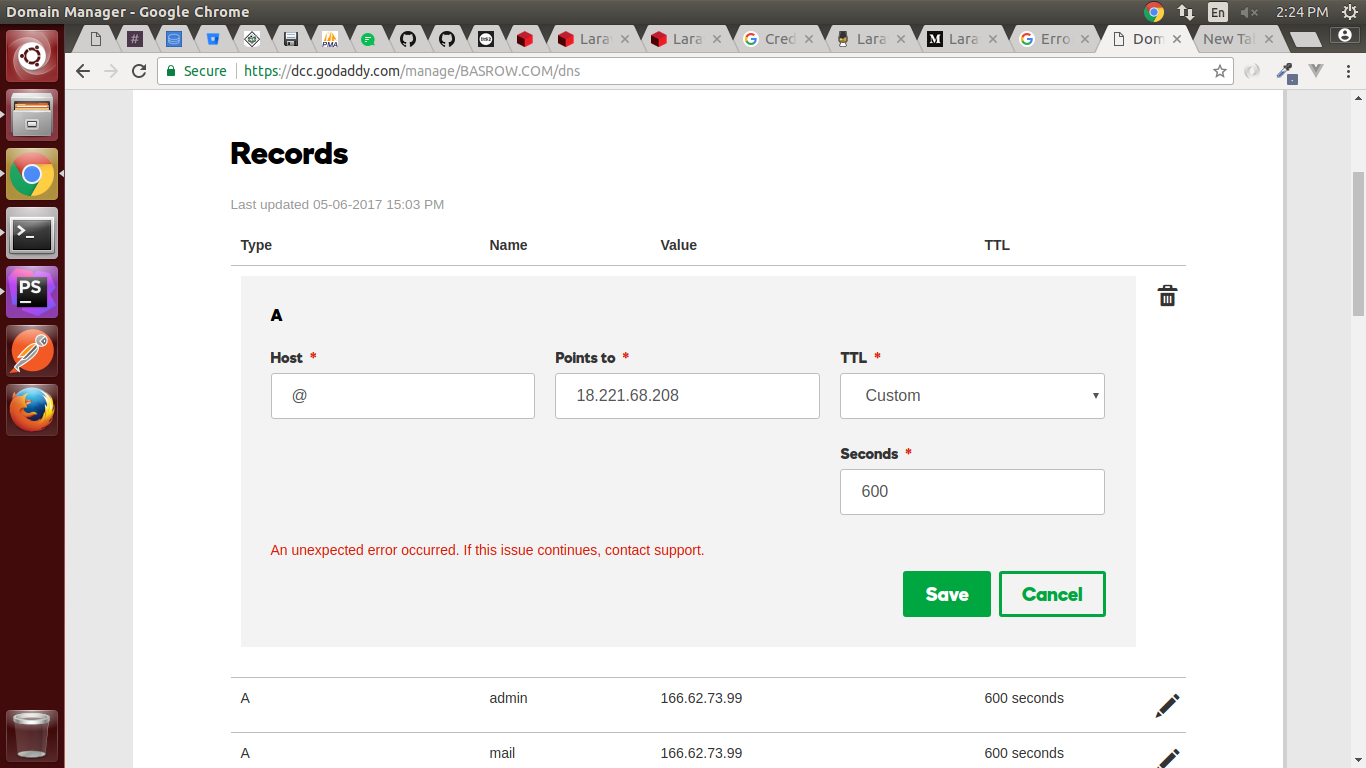 Domain Manager - Google Chrome
En
2:24 PM
#
PMA
Lara
Lara
Cred
Lara
M
Lara
Erro
Dom
New Ta
Secure
https://dcc.godaddy.com/manage/BASROW.COM/dns
Records
Last updated 05-06-2017 15:03 PM
Type Name Value TTL
A
Host * Points to * TTL *
@ 18.221.68.208 Custom
Seconds *
600
An unexpected error occurred. If this issue continues, contact support.
Save Cancel
A admin 166.62.73.99 600 seconds
A mail 166.62.73.99 600 seconds
>_
PS